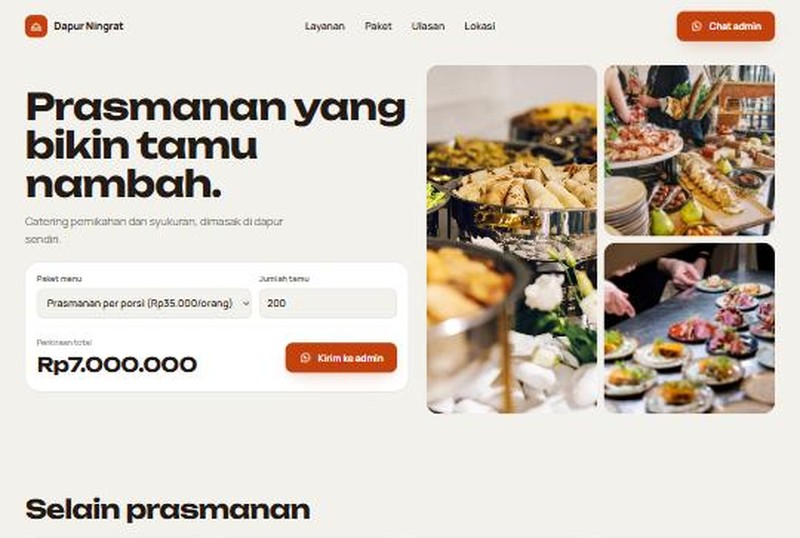 Dapur Ningrat
Layanan
Paket
Ulasan
Lokasi
Chat admin
Prasmanan yang
bikin tamu
nambah.
Catering pernikahan dan syukuran, dimasak di dapur
sendiri.
Paket menu
Jumlah tamu
Prasmanan per porsi (Rp35.000/orang)
200
Perkiraan total
Rp7.000.000
Kirim ke admin
Selain prasmanan